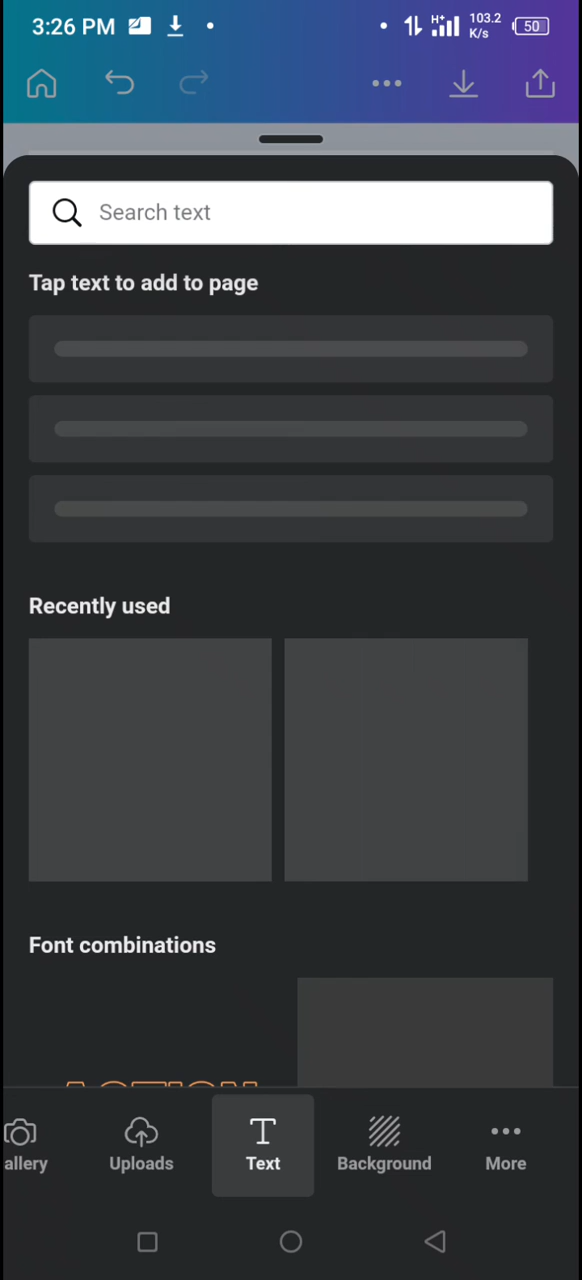 3:26 PM
H+ 103.2 K/s 50
Search text
Tap text to add to page
Recently used
Font combinations
allery Uploads Text Background More